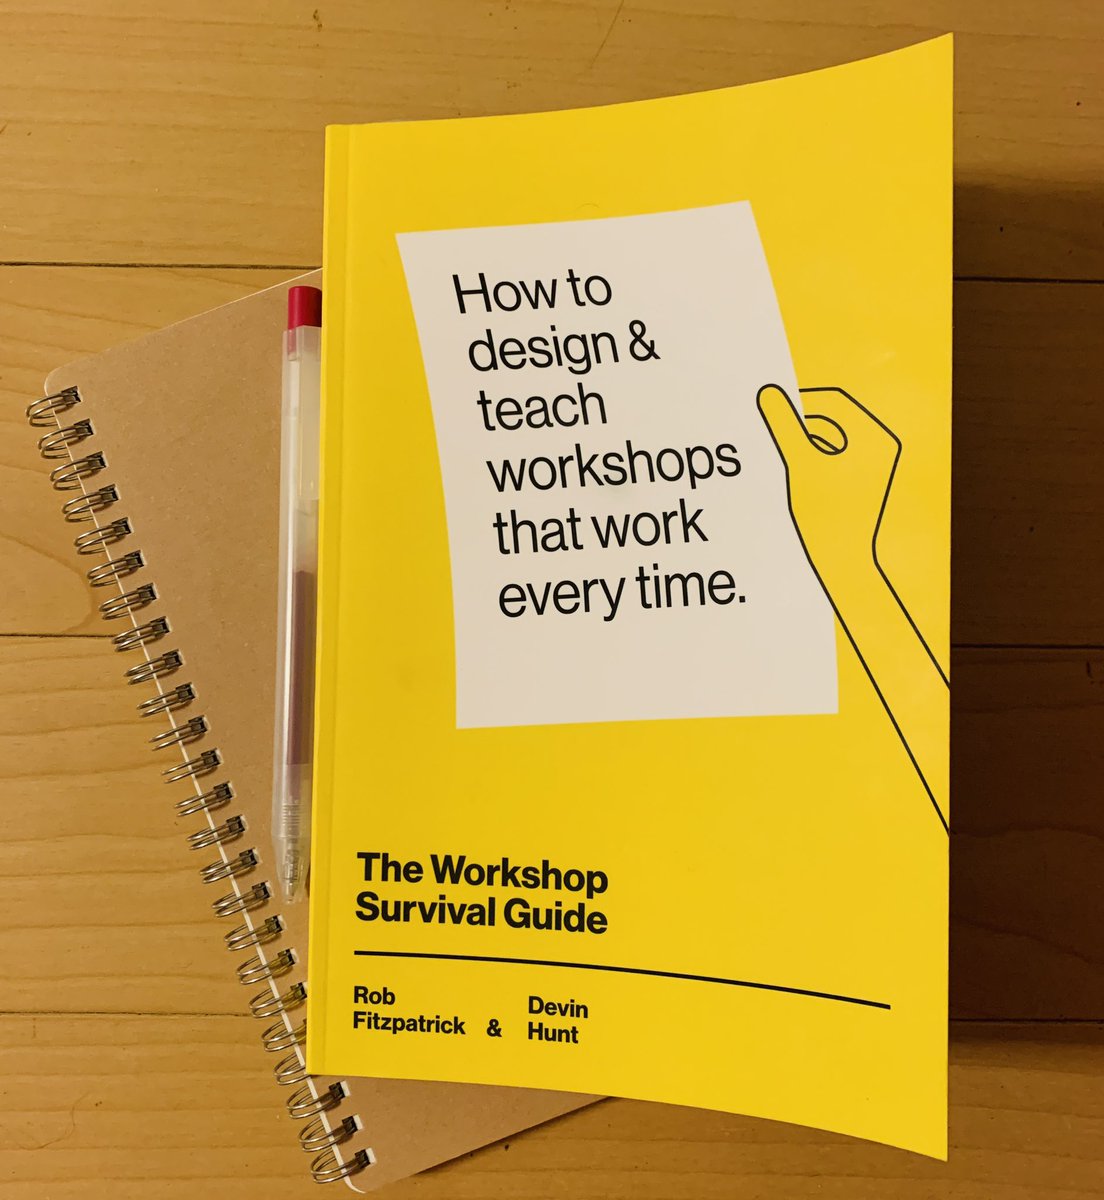 How to
design &
teach
workshops
that work
every time.
The Workshop
Survival Guide
Rob
Fitzpatrick &
Devin
Hunt